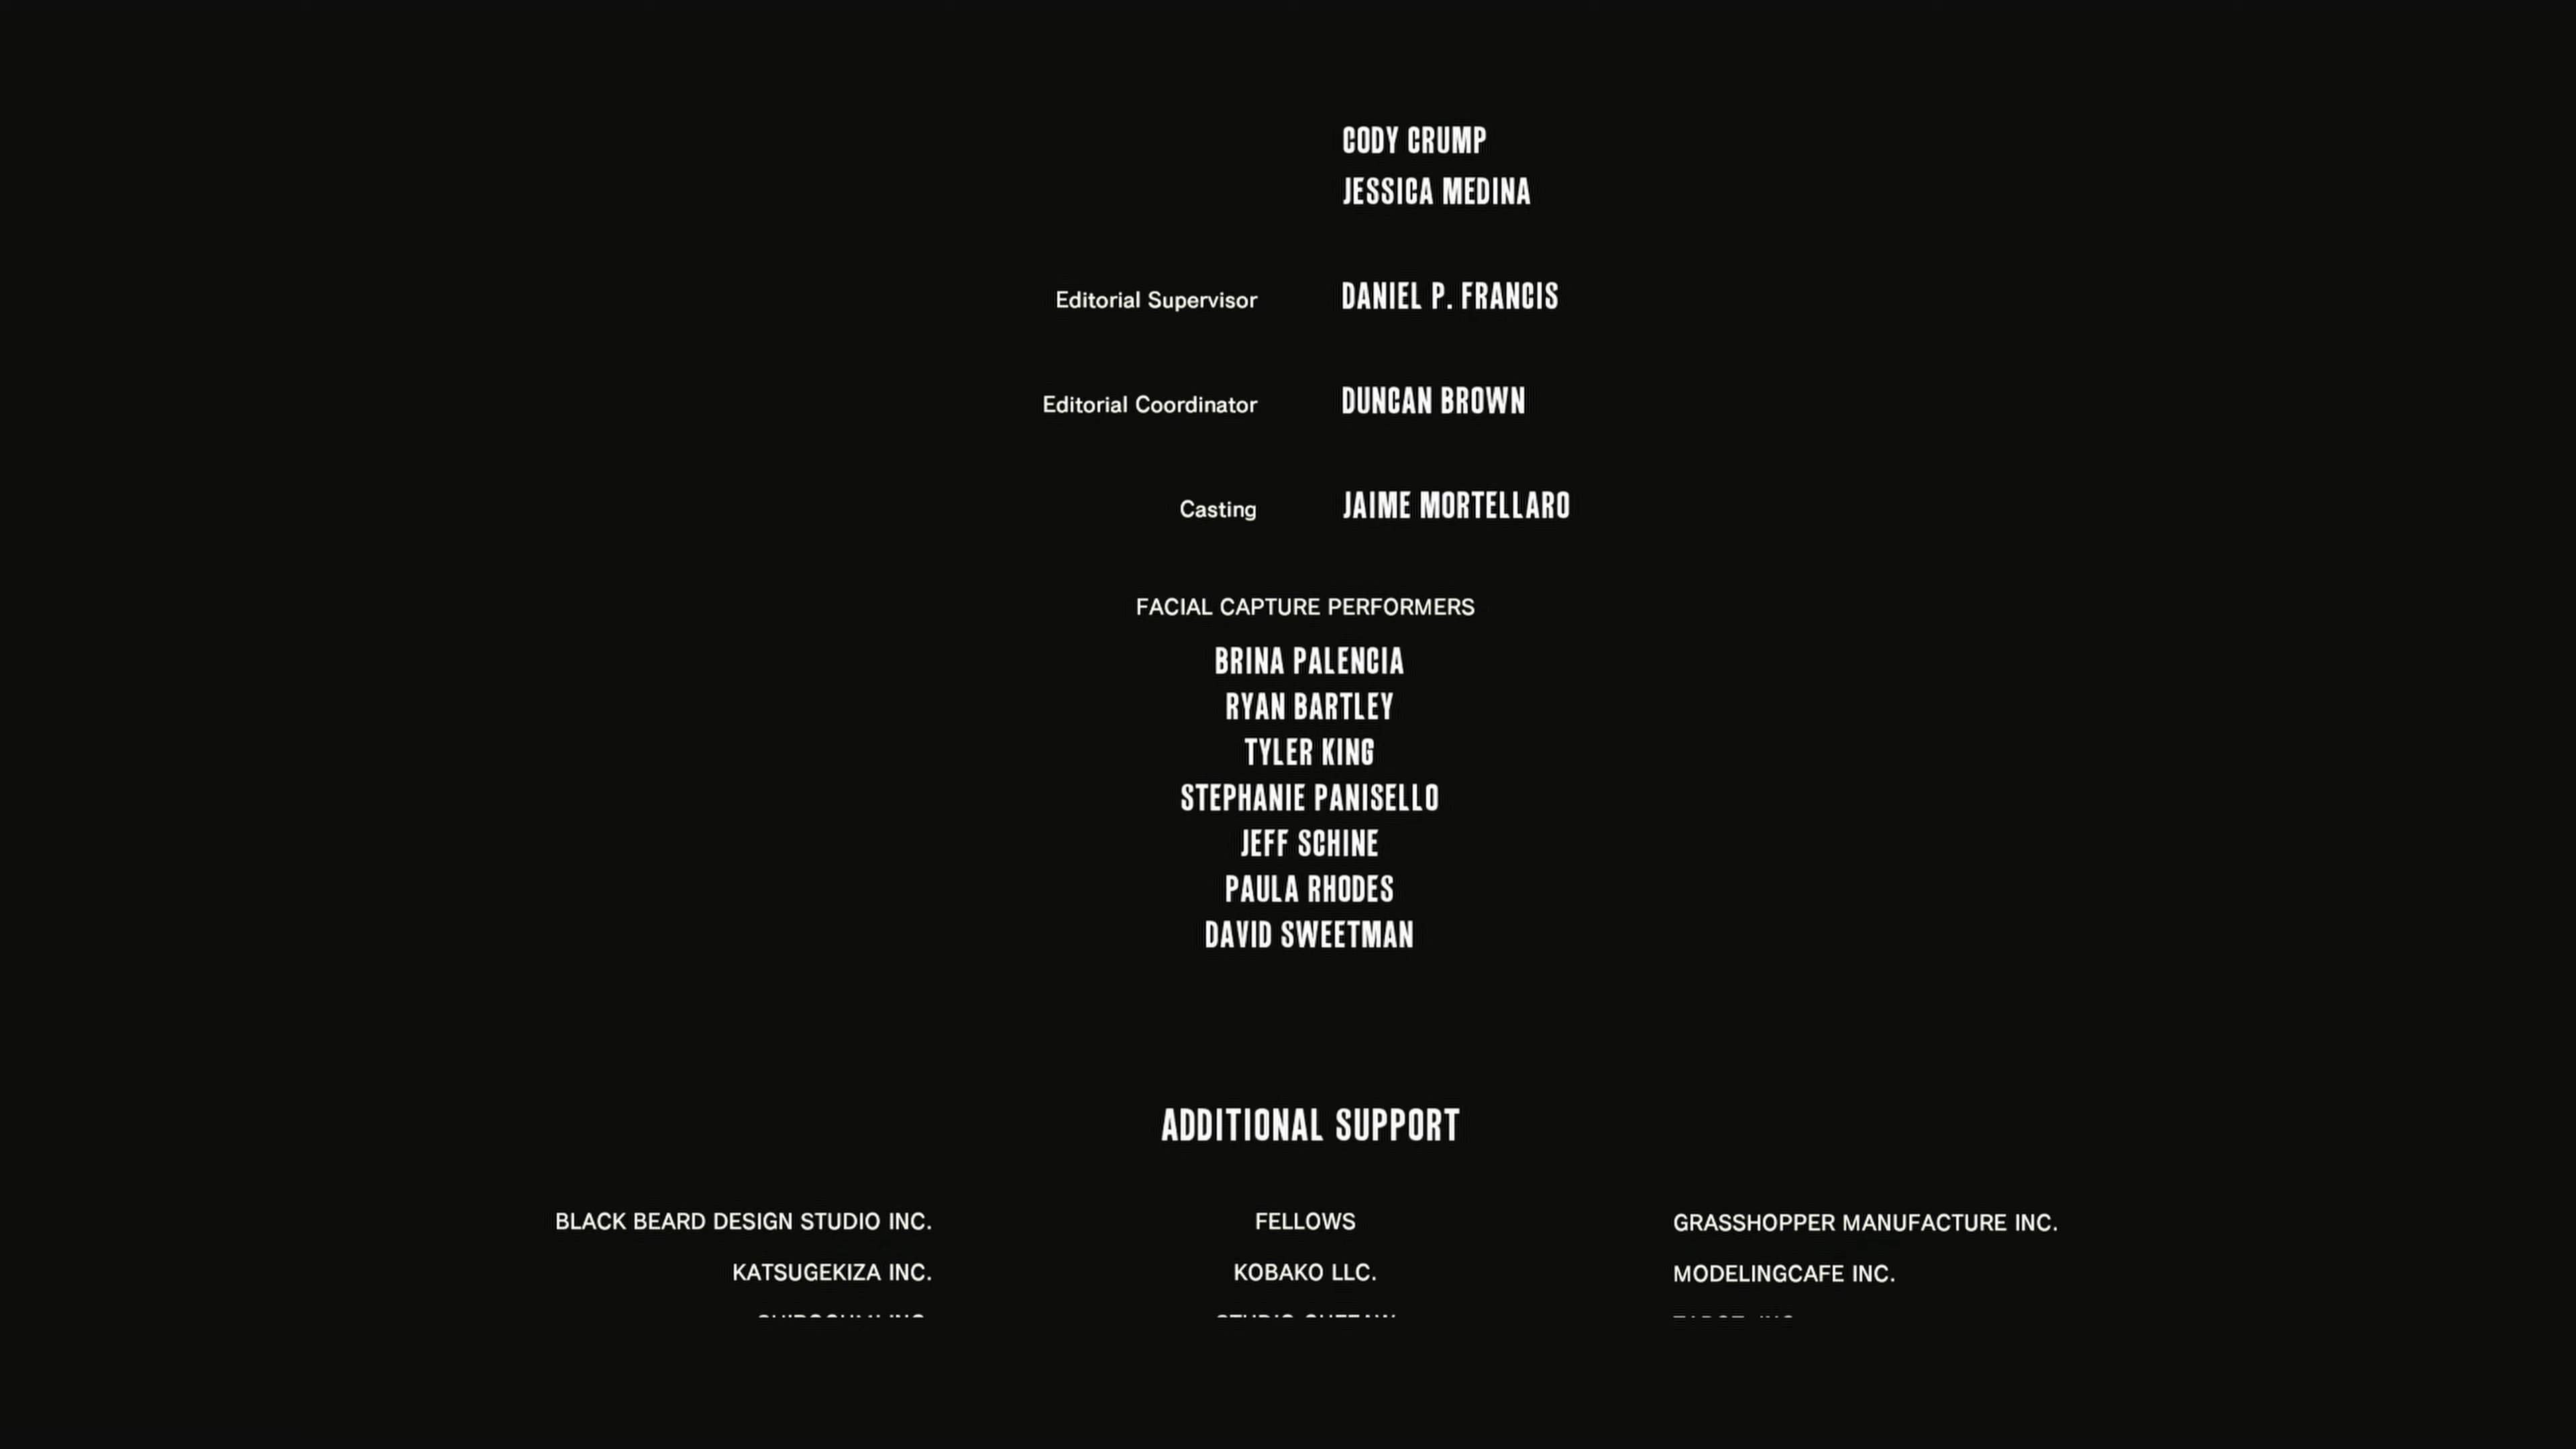 CODY CRUMP
JESSICA MEDINA
Editorial Supervisor DANIEL P. FRANCIS
Editorial Coordinator DUNCAN BROWN
Casting JAIME MORTELLARO
FACIAL CAPTURE PERFORMERS
BRINA PALENCIA
RYAN BARTLEY
TYLER KING
STEPHANIE PANISELLO
JEFF SCHINE
PAULA RHODES
DAVID SWEETMAN
ADDITIONAL SUPPORT
BLACK BEARD DESIGN STUDIO INC. FELLOWS GRASSHOPPER MANUFACTURE INC.
KATSUGEKIZA INC. KOBAKO LLC. MODELINGCAFE INC.